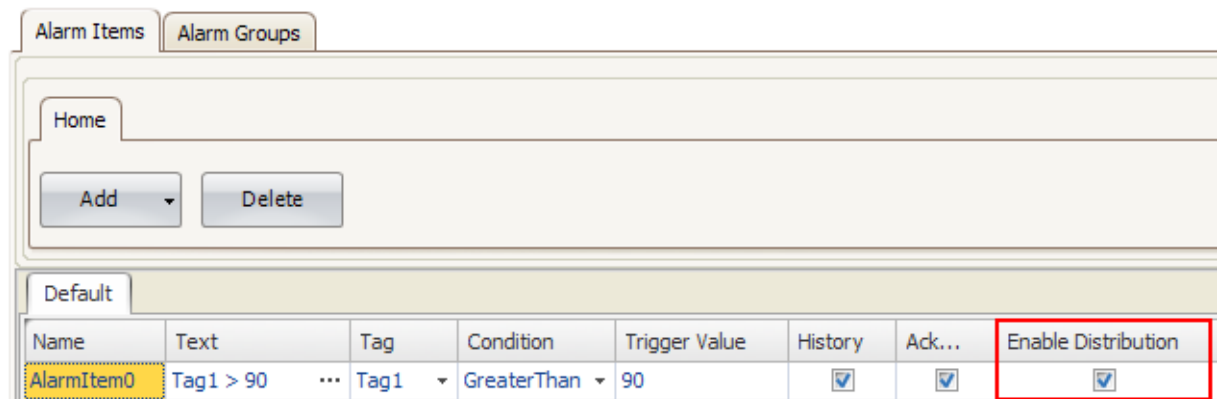 Alarm Items Alarm Groups
Home
Add Delete
Default
Name Text Tag Condition Trigger Value History Ack... Enable Distribution
AlarmItem0 Tag1 > 90 ... Tag1 GreaterThan 90